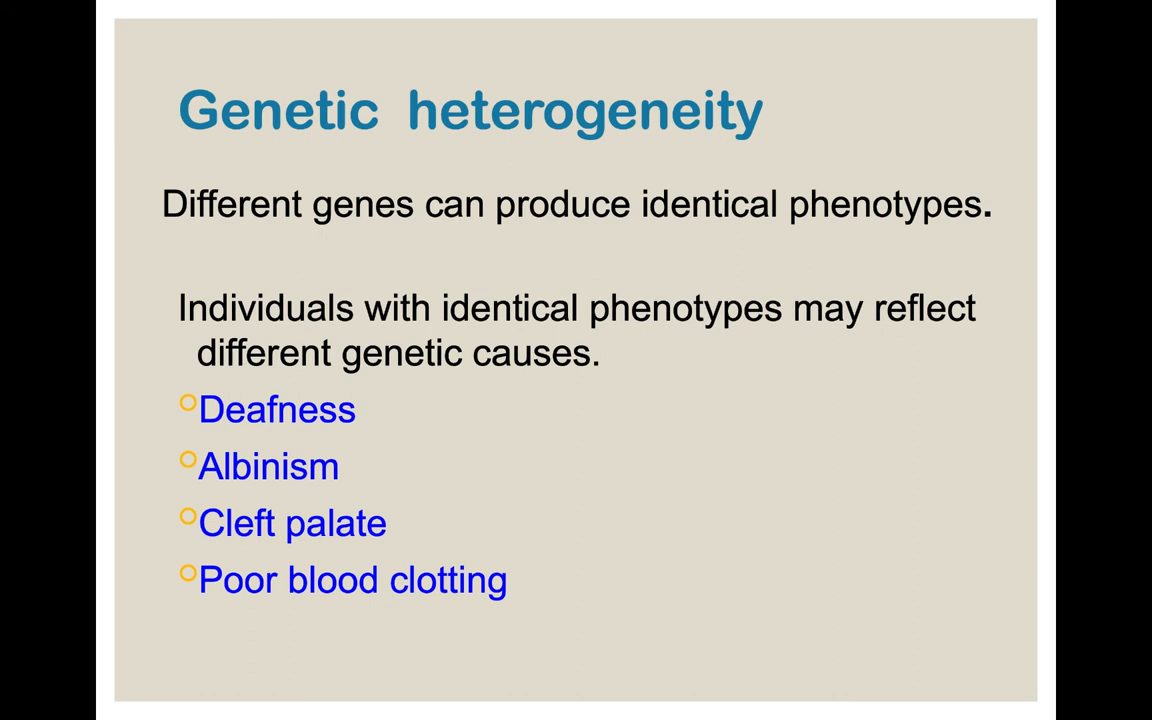 Genetic heterogeneity
Different genes can produce identical phenotypes.
Individuals with identical phenotypes may reflect
different genetic causes.
Deafness
Albinism
Cleft palate
Poor blood clotting